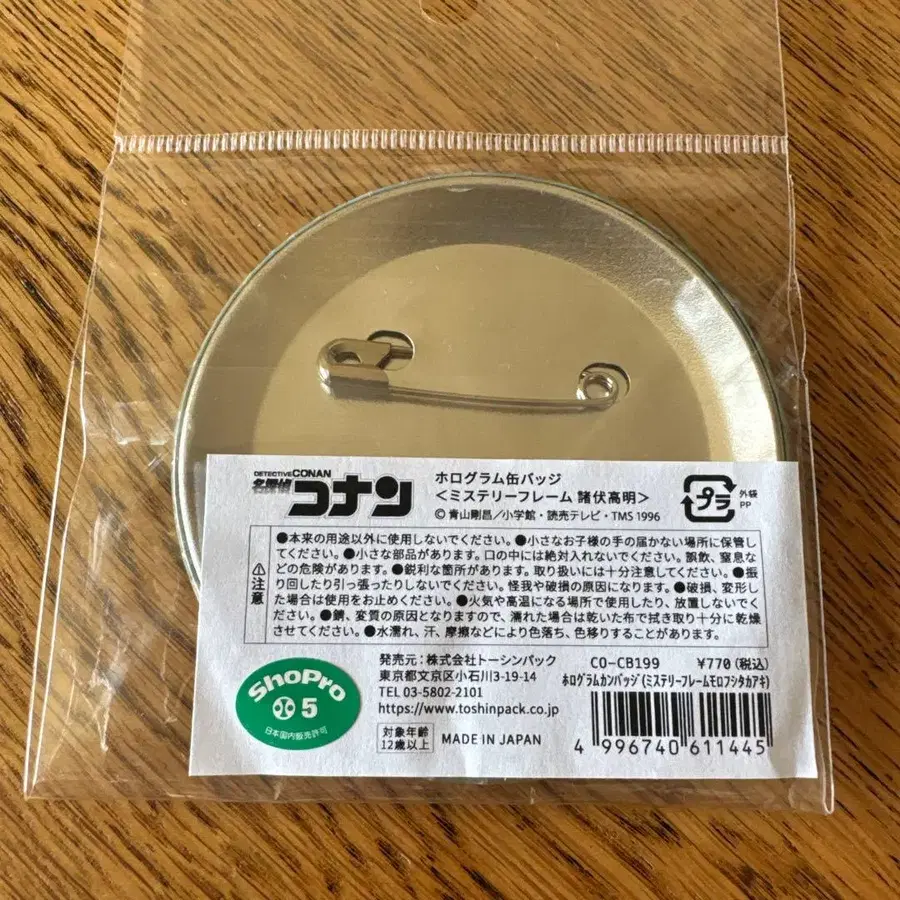 DETECTIVE CONAN
名探偵
コナン
ホログラム缶バッジ
＜ミステリーフレーム 諸伏高明＞
© 青山剛昌／小学館・読売テレビ・TMS 1996
プラ
外袋
PP
⚠注意
●本来の用途以外に使用しないでください。●小さなお子様の手の届かない場所に保管し
てください。●小さな部品があります。口の中には絶対入れないでください。誤飲、窒息な
どの危険があります。●鋭利な箇所があります。取り扱いには十分注意してください。●振
り回したり引っ張ったりしないでください。怪我や破損の原因になります。●破損、変形し
た場合は使用をお止めください。●火気や高温になる場所で使用したり、放置しないでく
ださい。●錆、変質の原因となりますので、濡れた場合は乾いた布で拭き取り十分に乾燥
させてください。●水濡れ、汗、摩擦などにより色落ち、色移りすることがあります。
ShoPro
5
日本国内販売許可
発売元：株式会社トーシンパック
東京都文京区小石川3-19-14
TEL 03-5802-2101
https://www.toshinpack.co.jp
対象年齢
12歳以上
MADE IN JAPAN
CO-CB199 ¥770(税込)
ホログラムカンバッジ(ミステリーフレームモロフシタカアキ)
4 996740 611445